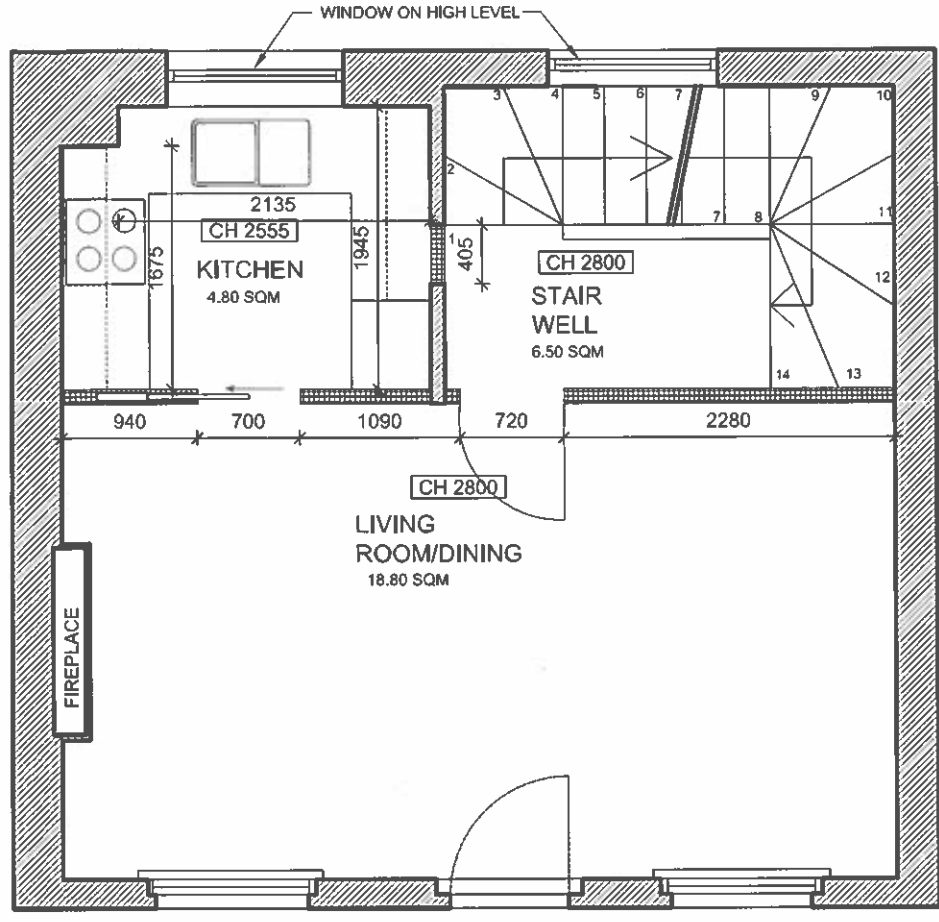 WINDOW ON HIGH LEVEL
3
4
5
6
7
9
10
2
2135
CH 2555
1675
1945
1
405
7
8
11
KITCHEN
4.80 SQM
CH 2800
STAIR
WELL
6.50 SQM
12
14
13
940
700
1090
720
2280
CH 2800
LIVING
ROOM/DINING
18.80 SQM
FIREPLACE